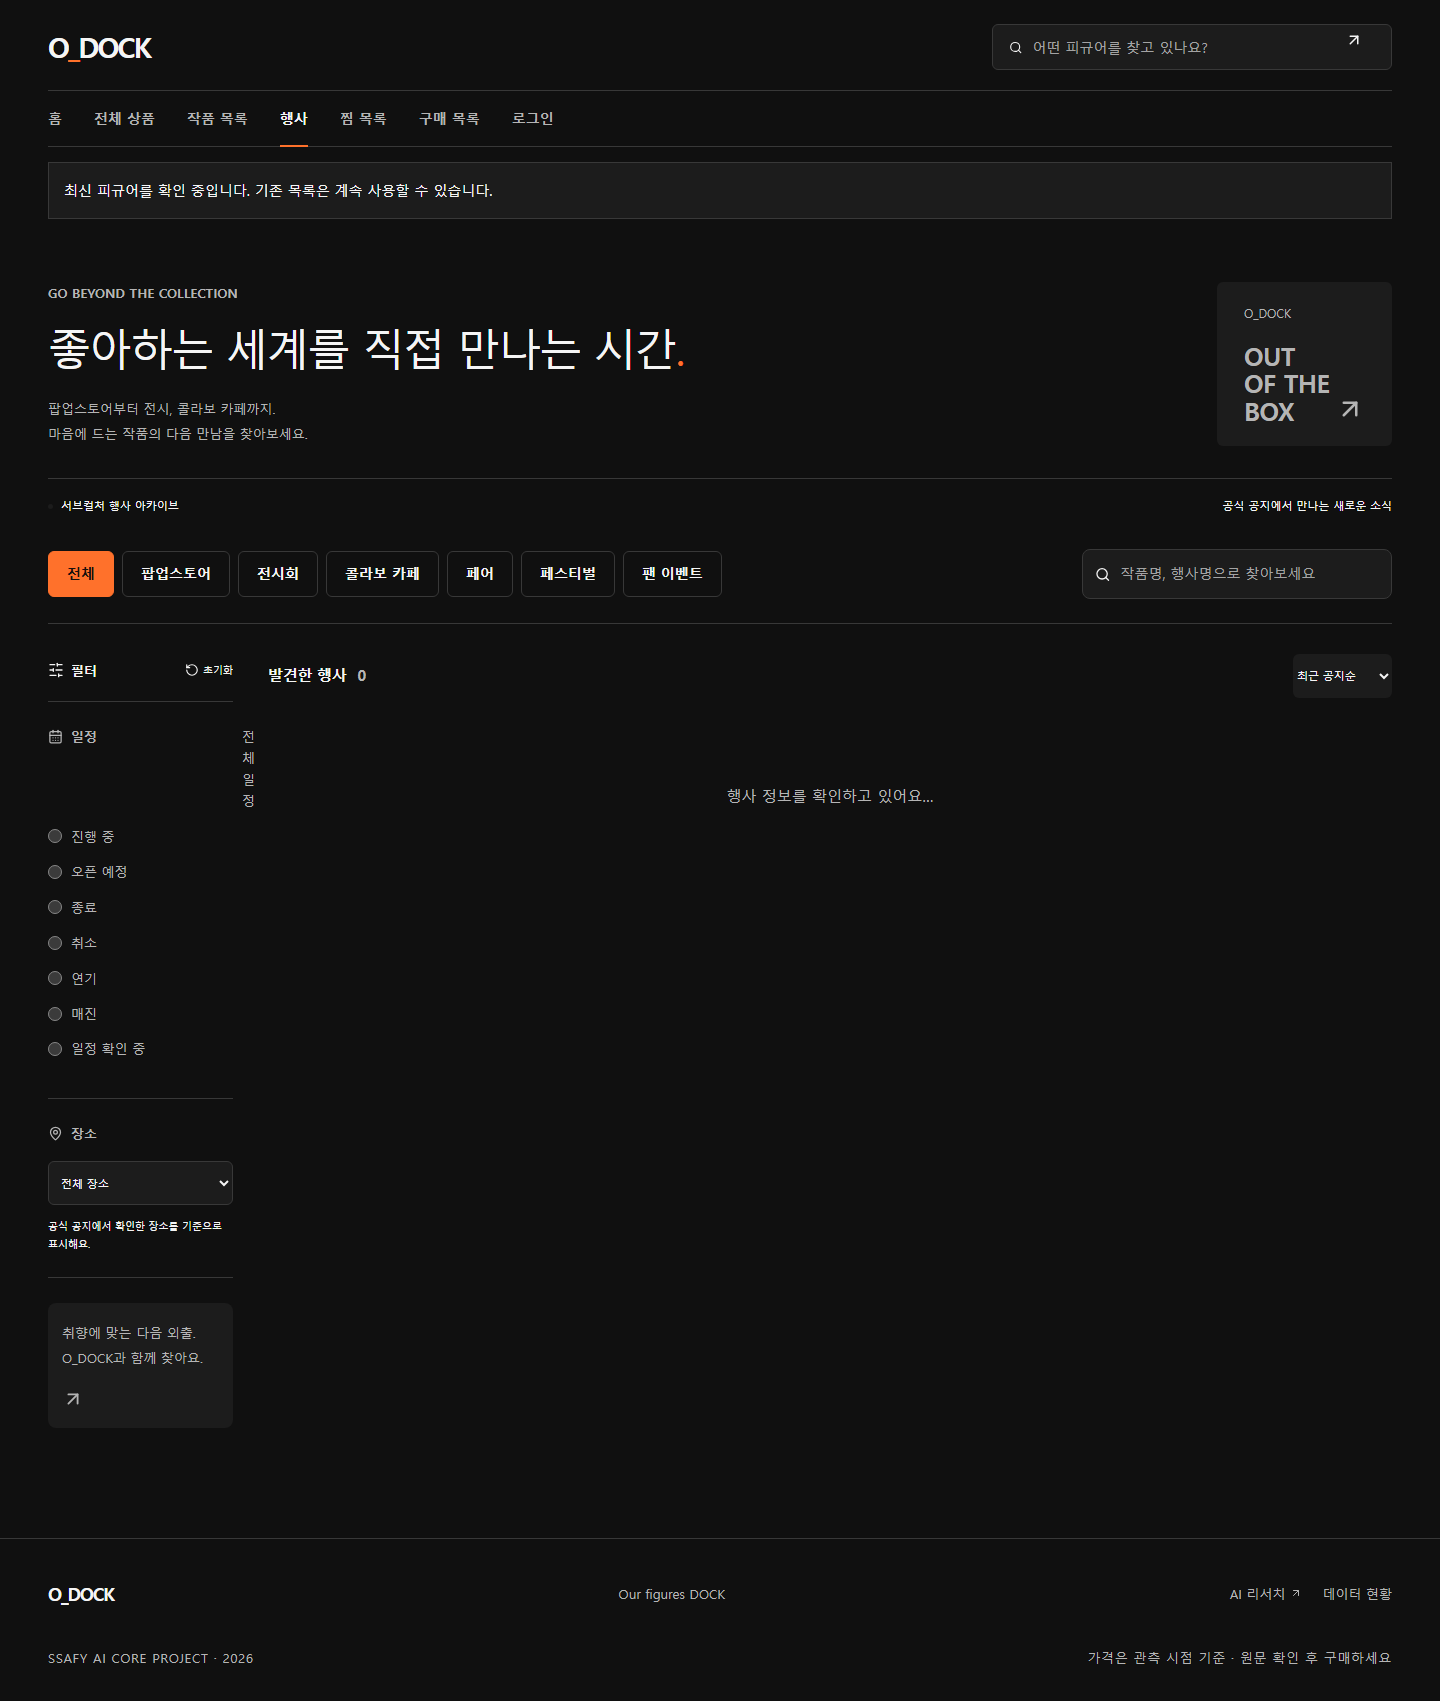 O_DOCK
어떤 피규어를 찾고 있나요?
홈
전체 상품
작품 목록
행사
찜 목록
구매 목록
로그인
최신 피규어를 확인 중입니다. 기존 목록은 계속 사용할 수 있습니다.
GO BEYOND THE COLLECTION
좋아하는 세계를 직접 만나는 시간.
팝업스토어부터 전시, 콜라보 카페까지.
마음에 드는 작품의 다음 만남을 찾아보세요.
O_DOCK
OUT
OF THE
BOX
서브컬처 행사 아카이브
공식 공지에서 만나는 새로운 소식
전체
팝업스토어
전시회
콜라보 카페
페어
페스티벌
팬 이벤트
작품명, 행사명으로 찾아보세요
필터
초기화
발견한 행사 0
최근 공지순
일정
전
체
일
정
행사 정보를 확인하고 있어요...
진행 중
오픈 예정
종료
취소
연기
매진
일정 확인 중
장소
전체 장소
공식 공지에서 확인한 장소를 기준으로
표시해요.
취향에 맞는 다음 외출.
O_DOCK과 함께 찾아요.
O_DOCK
Our figures DOCK
AI 리서치
데이터 현황
SSAFY AI CORE PROJECT · 2026
가격은 관측 시점 기준 · 원문 확인 후 구매하세요